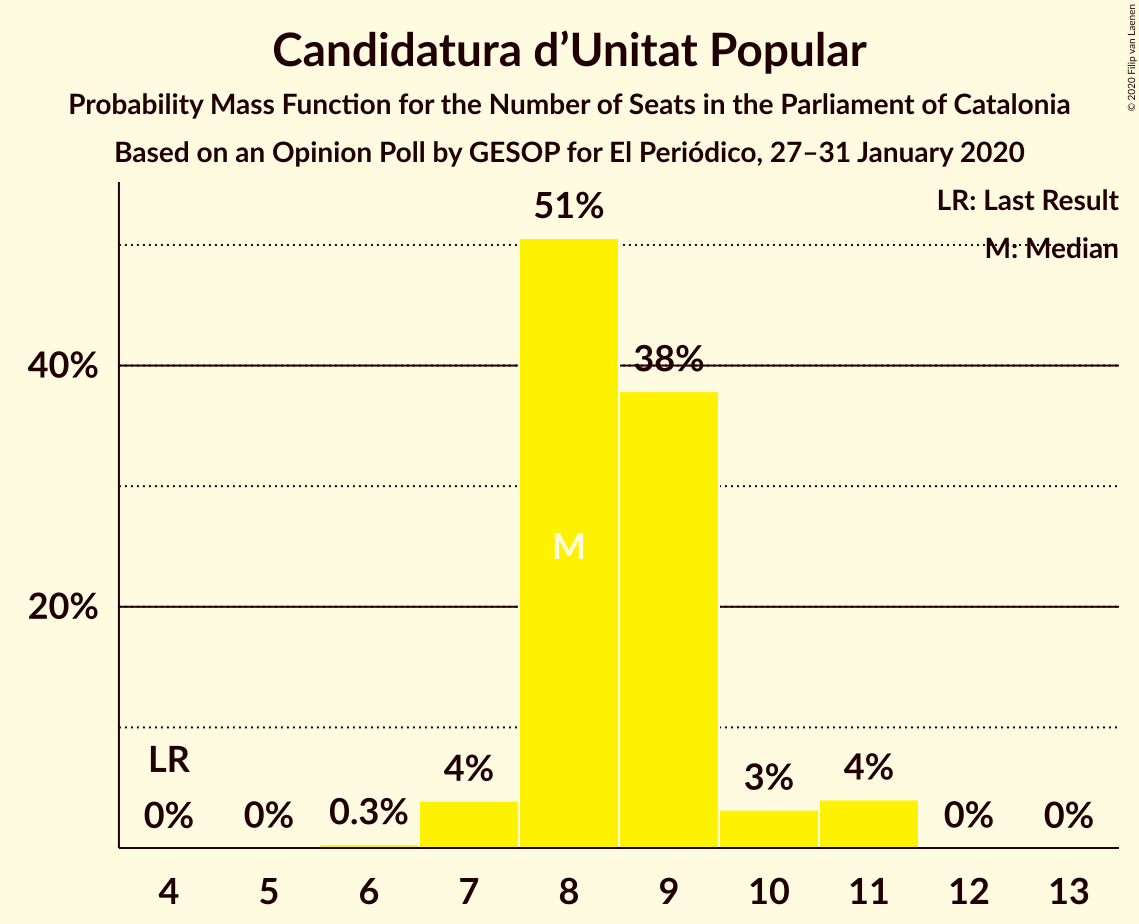 Candidatura d’Unitat Popular
Probability Mass Function for the Number of Seats in the Parliament of Catalonia
Based on an Opinion Poll by GESOP for El Periódico, 27–31 January 2020
© 2020 Filip van Laenen
LR: Last Result
M: Median
51%
40%
38%
M
20%
LR
0%
0%
0.3%
4%
3%
4%
0%
0%
4 5 6 7 8 9 10 11 12 13